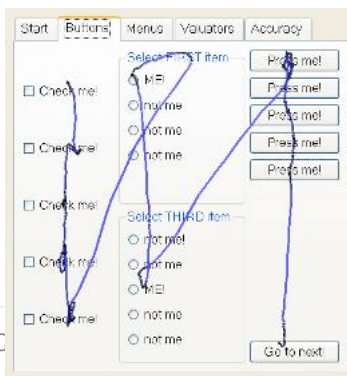 Start Buttons Menus Valuators Accuracy
Select FIRST item
Check me!
Check me!
Check me!
Check me!
Check me!
ME!
not me
not me
not me
Select THIRD item
not me!
not me
ME!
not me
not me
Press me!
Press me!
Press me!
Press me!
Press me!
Go to next!